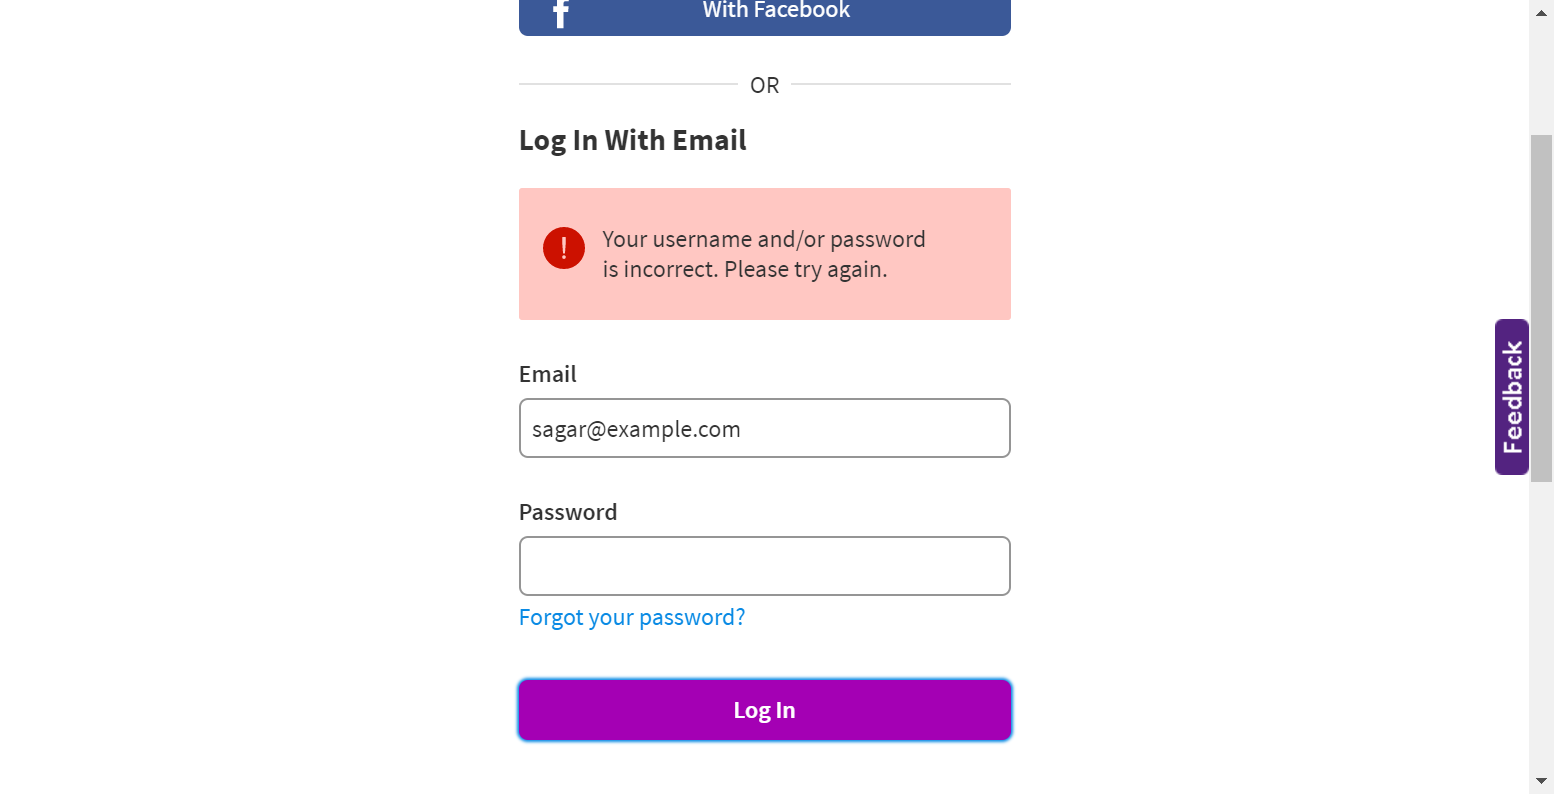 With Facebook
OR
Log In With Email
Your username and/or password
is incorrect. Please try again.
Email
sagar@example.com
Password
Forgot your password?
Log In
Feedback